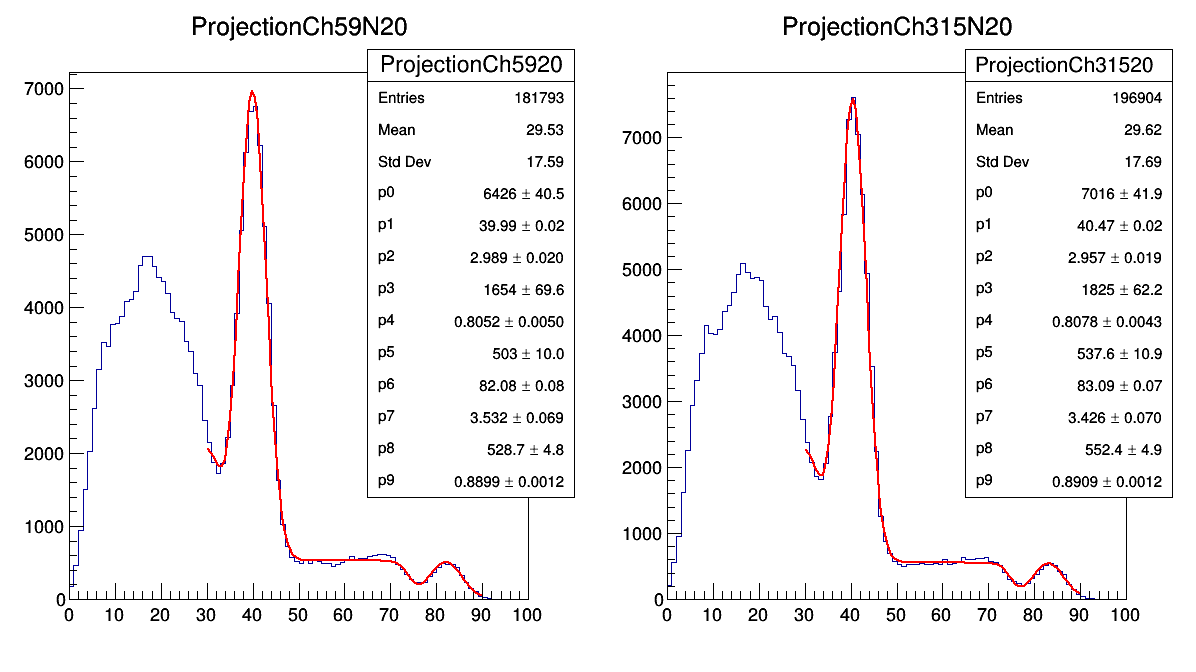 ProjectionCh59N20
ProjectionCh5920
Entries 181793
Mean 29.53
Std Dev 17.59
p0 6426 ± 40.5
p1 39.99 ± 0.02
p2 2.989 ± 0.020
p3 1654 ± 69.6
p4 0.8052 ± 0.0050
p5 503 ± 10.0
p6 82.08 ± 0.08
p7 3.532 ± 0.069
p8 528.7 ± 4.8
p9 0.8899 ± 0.0012
7000
6000
5000
4000
3000
2000
1000
0
0 10 20 30 40 50 60 70 80 90 100
ProjectionCh315N20
ProjectionCh31520
Entries 196904
Mean 29.62
Std Dev 17.69
p0 7016 ± 41.9
p1 40.47 ± 0.02
p2 2.957 ± 0.019
p3 1825 ± 62.2
p4 0.8078 ± 0.0043
p5 537.6 ± 10.9
p6 83.09 ± 0.07
p7 3.426 ± 0.070
p8 552.4 ± 4.9
p9 0.8909 ± 0.0012
7000
6000
5000
4000
3000
2000
1000
0
0 10 20 30 40 50 60 70 80 90 100